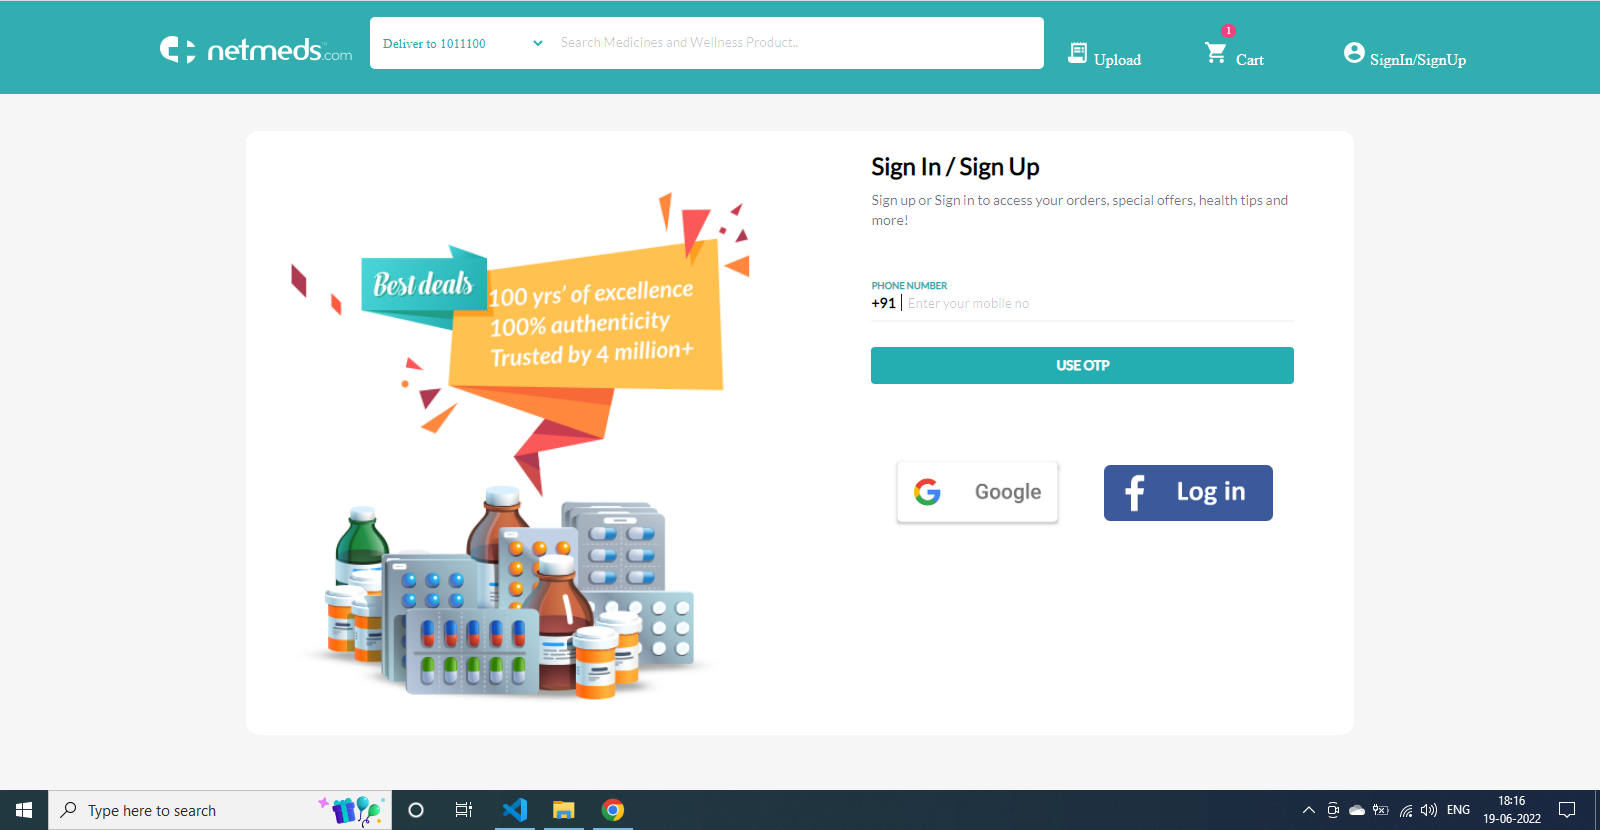 netmeds.com
Deliver to 1011100
Search Medicines and Wellness Product..
Upload
1
Cart
SignIn/SignUp
Best deals
100 yrs' of excellence
100% authenticity
Trusted by 4 million+
Sign In / Sign Up
Sign up or Sign in to access your orders, special offers, health tips and
more!
PHONE NUMBER
+91 | Enter your mobile no
USE OTP
Google
f Log in
Type here to search
ENG
18:16
19-06-2022